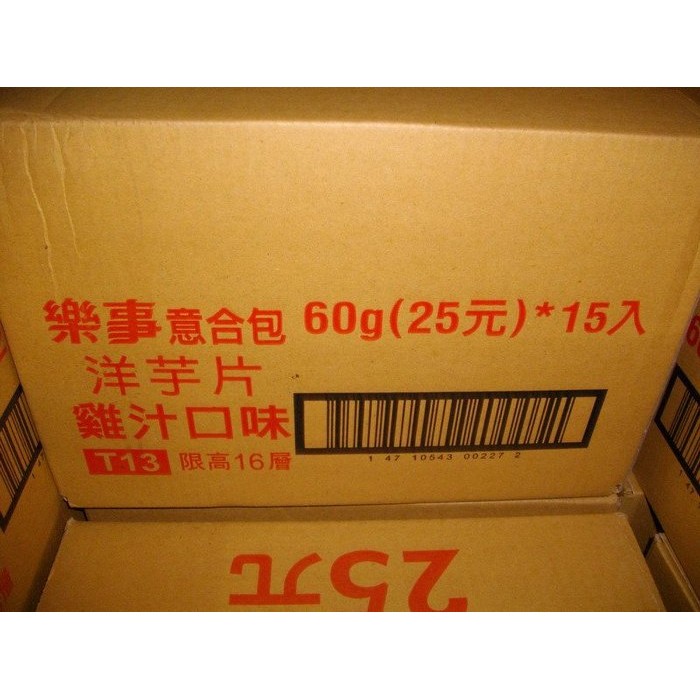 樂事意合包 60g(25元)*15入
洋芋片
雞汁口味
1 47 10543 00227 2
T13 限高16層
25元